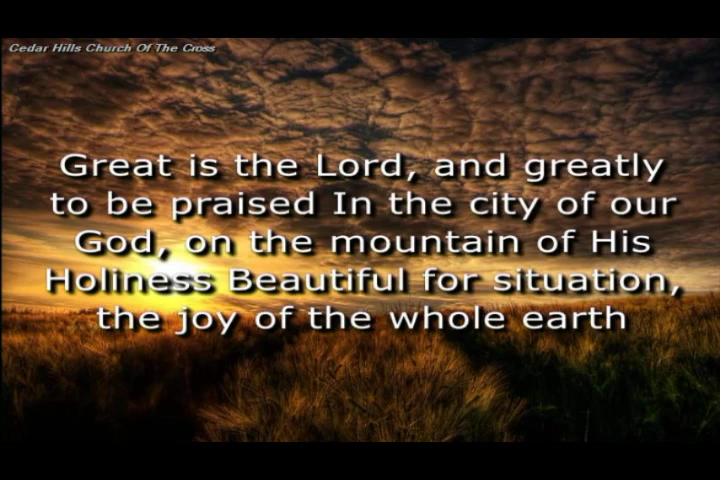 Cedar Hills Church Of The Cross
Great is the Lord, and greatly
to be praised In the city of our
God, on the mountain of His
Holiness Beautiful for situation,
the joy of the whole earth